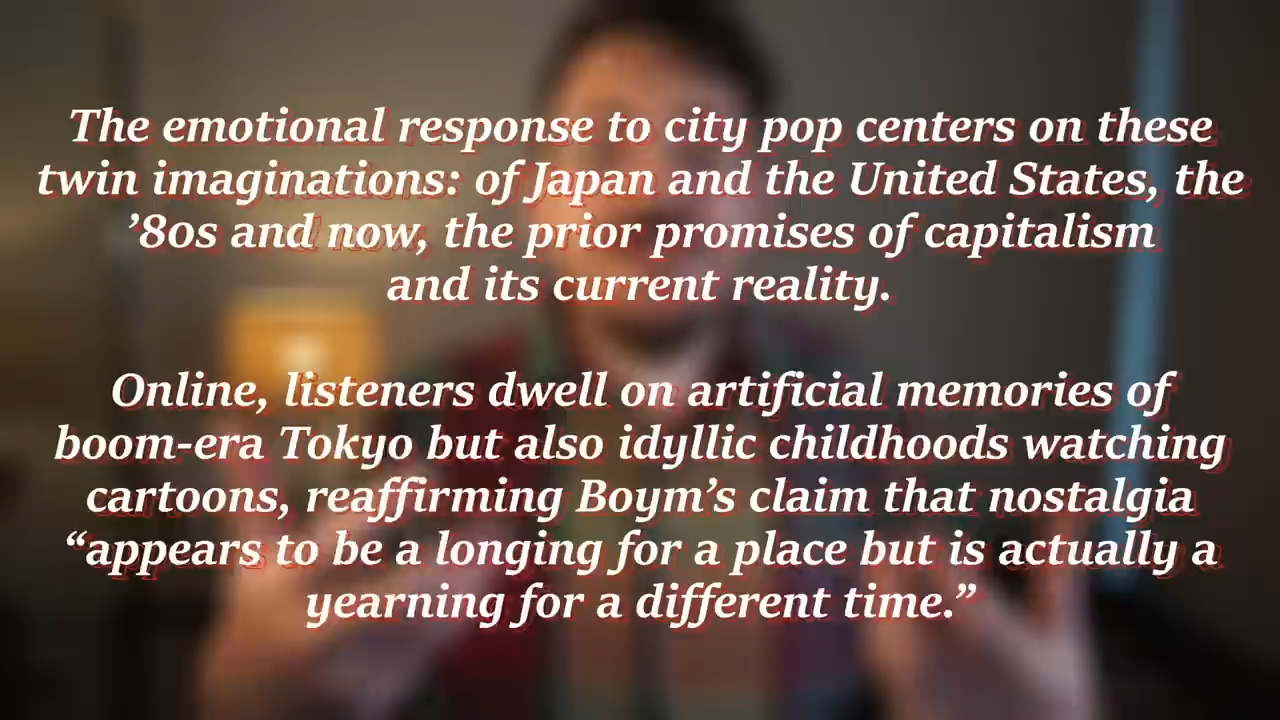 The emotional response to city pop centers on these
twin imaginations: of Japan and the United States, the
’80s and now, the prior promises of capitalism
and its current reality.
Online, listeners dwell on artificial memories of
boom-era Tokyo but also idyllic childhoods watching
cartoons, reaffirming Boym’s claim that nostalgia
“appears to be a longing for a place but is actually a
yearning for a different time.”